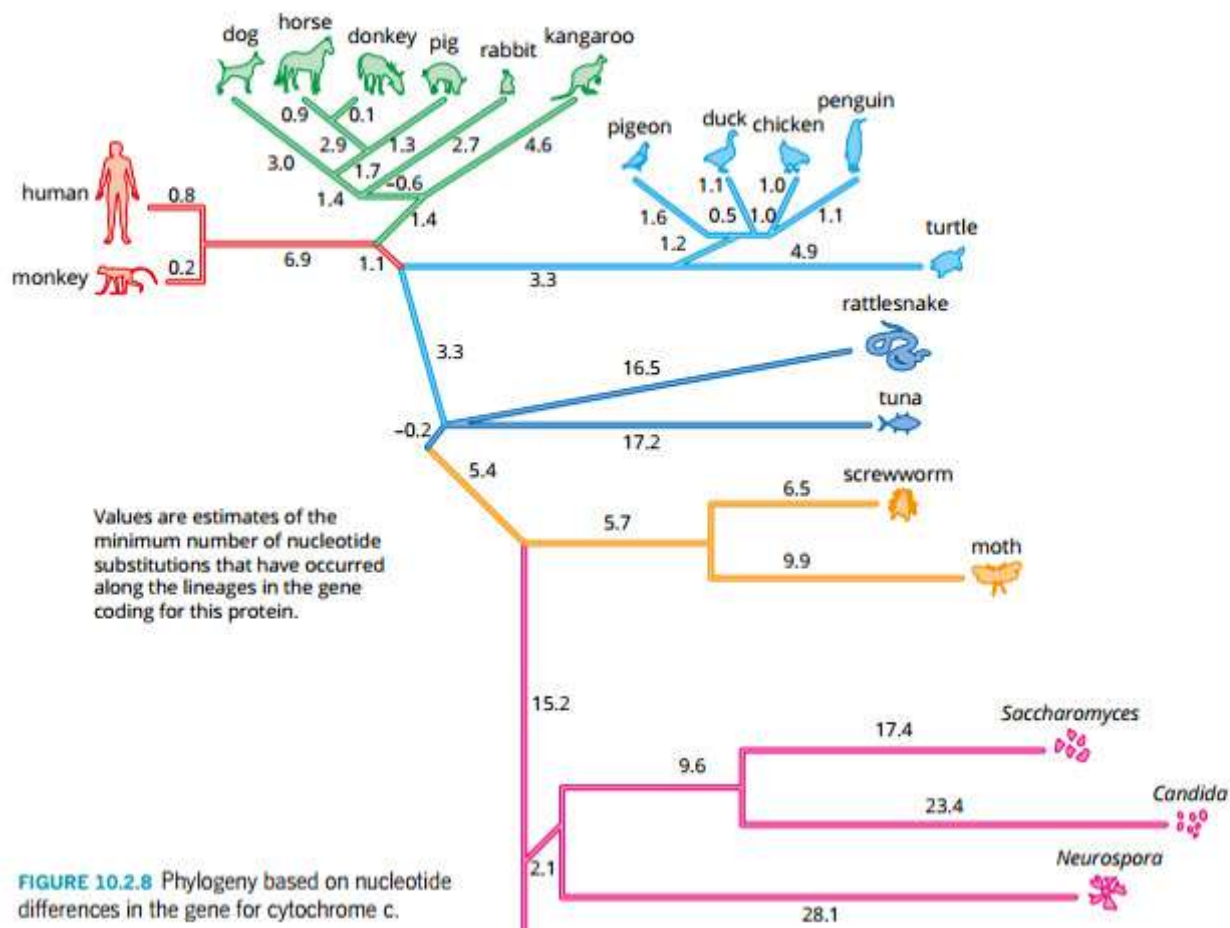 horse
dog
donkey
pig
rabbit
kangaroo
penguin
duck
chicken
pigeon
0.9
0.1
2.9
1.3
2.7
4.6
3.0
1.7
–0.6
1.4
1.4
1.1
1.0
1.6
0.5
1.0
1.1
human
0.8
1.2
4.9
turtle
monkey
0.2
6.9
1.1
3.3
rattlesnake
3.3
16.5
tuna
–0.2
17.2
5.4
screwworm
6.5
5.7
moth
9.9
Values are estimates of the
minimum number of nucleotide
substitutions that have occurred
along the lineages in the gene
coding for this protein.
15.2
Saccharomyces
17.4
9.6
Candida
23.4
Neurospora
2.1
28.1
FIGURE 10.2.8 Phylogeny based on nucleotide
differences in the gene for cytochrome c.